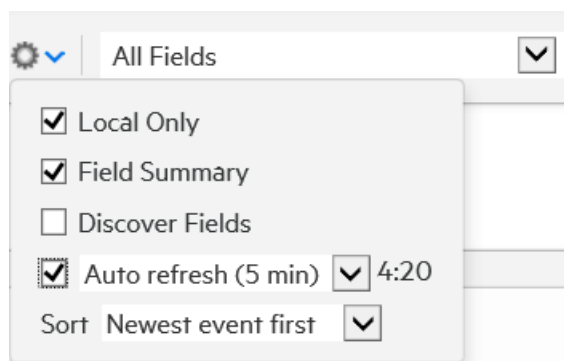 All Fields
Local Only
Field Summary
Discover Fields
Auto refresh (5 min) 4:20
Sort Newest event first